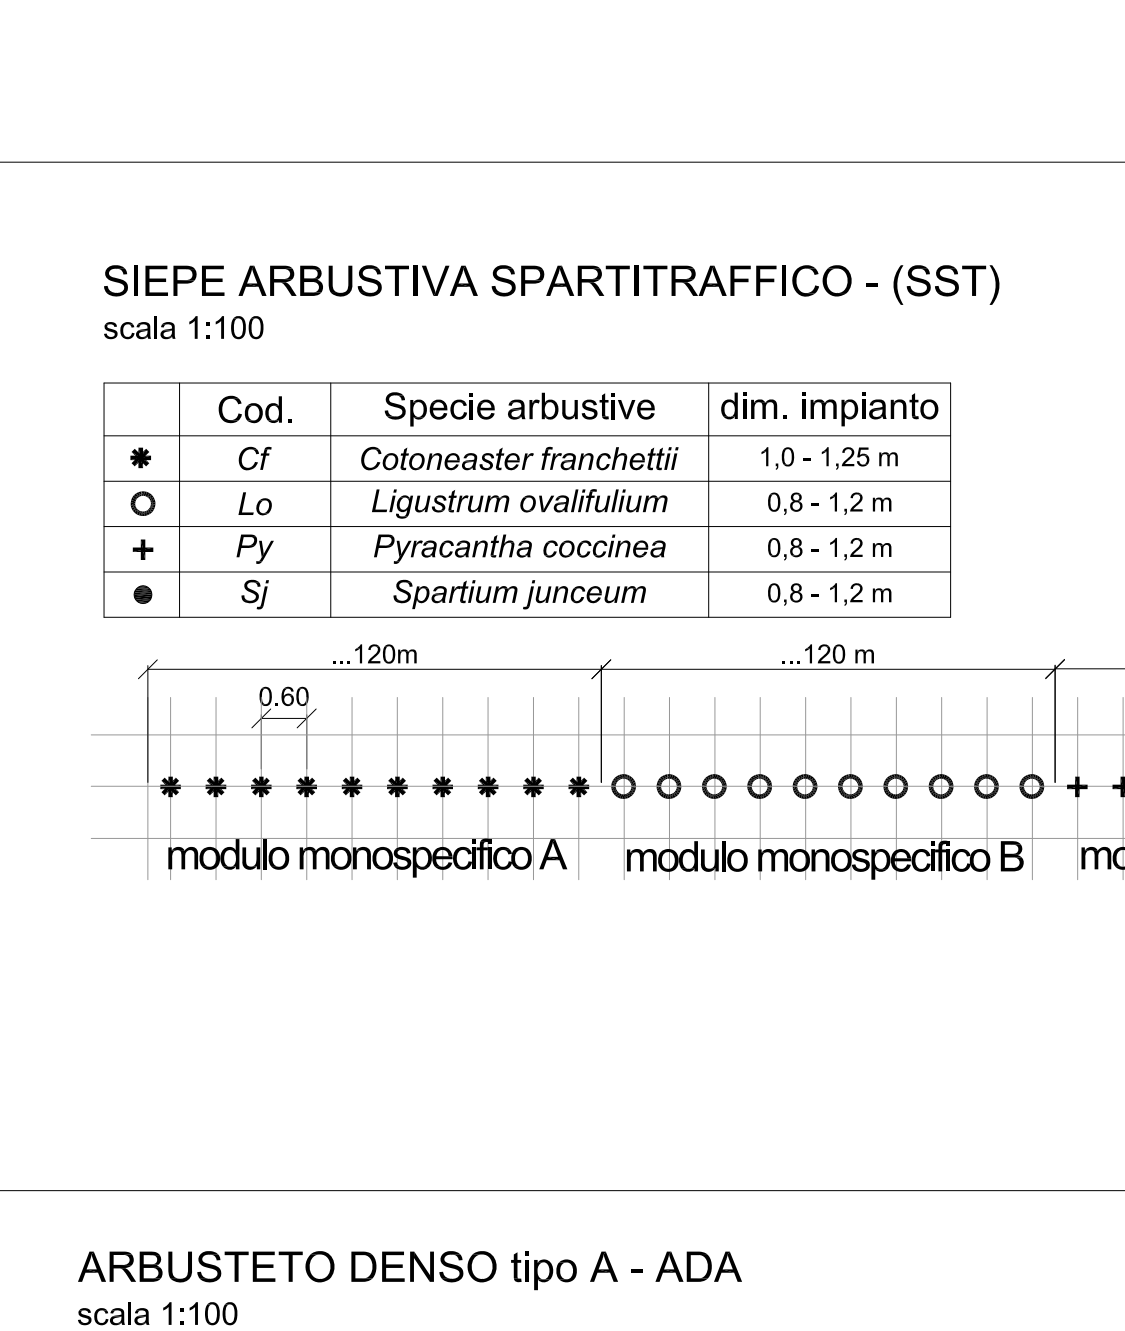 SIEPE ARBUSTIVA SPARTITRAFFICO - (SST)
scala 1:100
Cod. Specie arbustive dim. impianto
Cf Cotoneaster franchettii 1,0 - 1,25 m
Lo Ligustrum ovalifulium 0,8 - 1,2 m
Py Pyracantha coccinea 0,8 - 1,2 m
Sj Spartium junceum 0,8 - 1,2 m
...120m ...120 m
0.60
modulo monospecifico A modulo monospecifico B
ARBUSTETO DENSO tipo A - ADA
scala 1:100